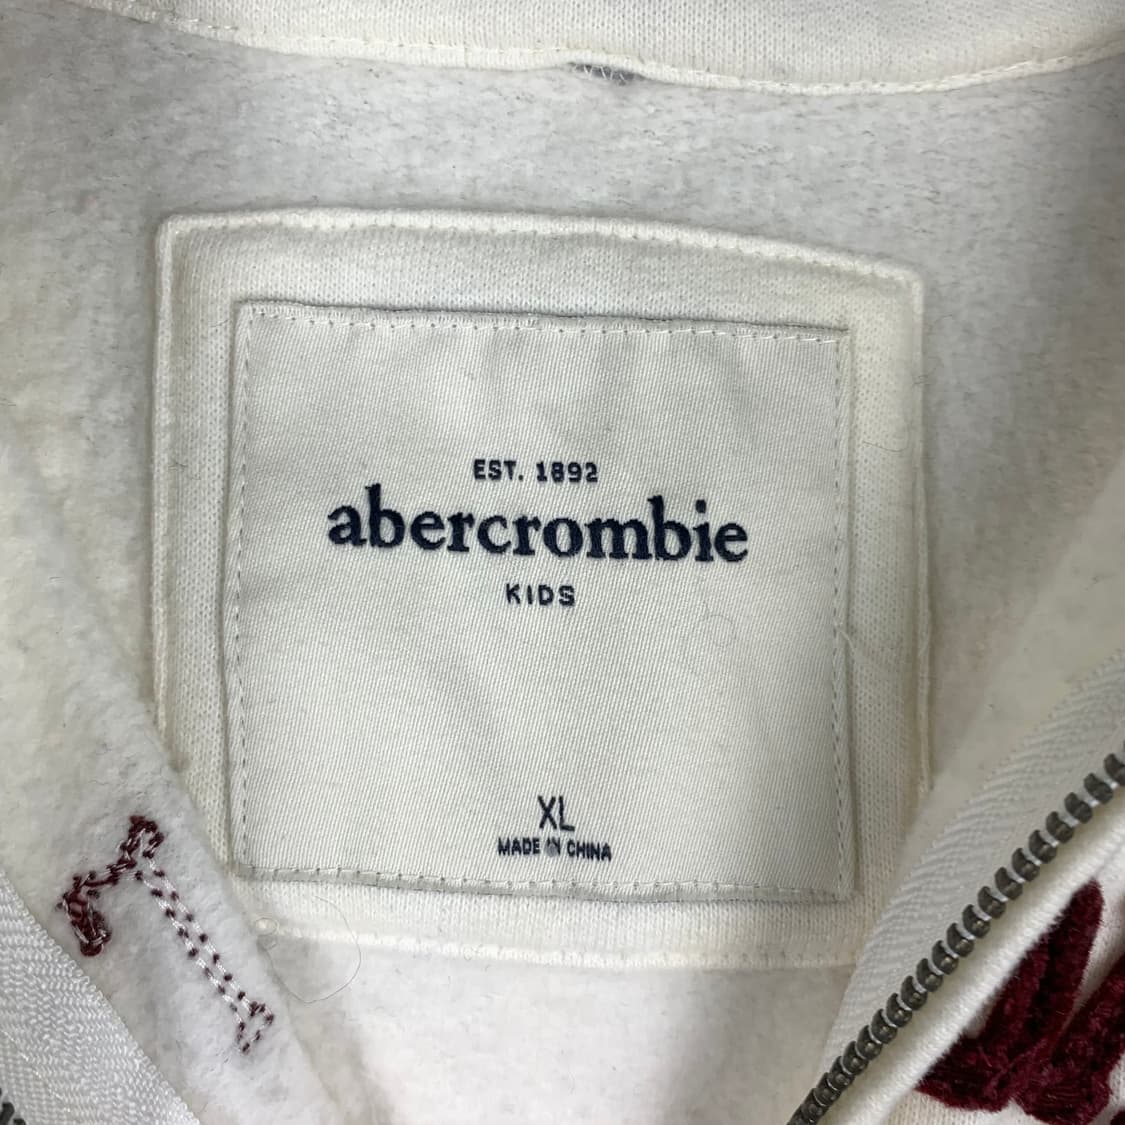 EST. 1892
abercrombie
KIDS
XL
MADE IN CHINA